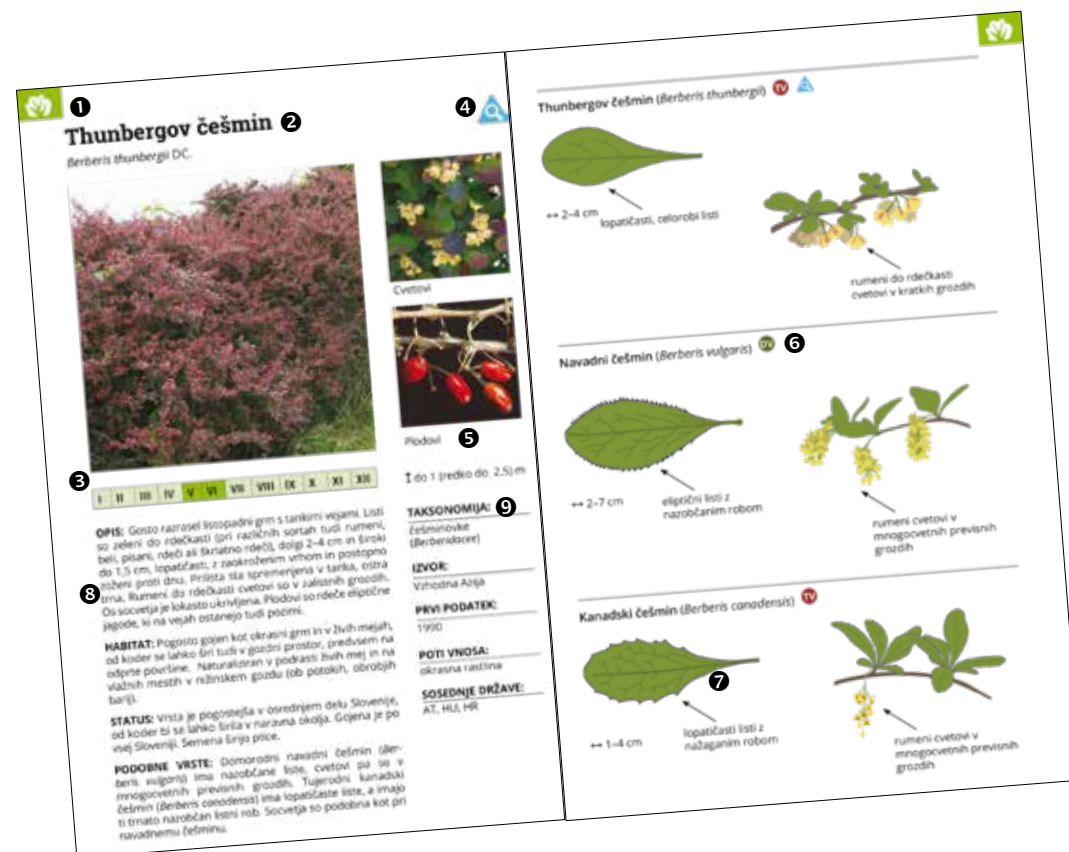 ❶
Thunbergov češmin ❷
Berberis thunbergii DC.
❹
Cvetovi
Plodovi ❺
❸
I II III IV V VI VII VIII IX X XI XII
↕ do 1 (redko do 2,5) m
OPIS: Gosto razrasel listopadni grm s tankimi vejami. Listi
so zeleni do rdečkasti (pri različnih sortah tudi rumeni,
beli, pisani, rdeči ali škrlatno rdeči), dolgi 2–4 cm in široki
do 1,5 cm, lopatičasti, z zaokroženim vrhom in postopno
zoženi proti dnu. Prilista sta spremenjena v tanka, ostra
❽ trna. Rumeni do rdečkasti cvetovi so v zalistnih grozdih.
Os socvetja je lokasto ukrivljena. Plodovi so rdeče eliptične
jagode, ki na vejah ostanejo tudi pozimi.
HABITAT: Pogosto gojen kot okrasni grm in v živih mejah,
od koder se lahko širi tudi v gozdni prostor, predvsem na
odprte površine. Naturaliziran v podrasti živih mej in na
vlažnih mestih v nižinskem gozdu (ob potokih, obrobjih
barij).
STATUS: Vrsta je pogostejša v osrednjem delu Slovenije,
od koder bi se lahko širila v naravna okolja. Gojena je po
vsej Sloveniji. Semena širijo ptice.
PODOBNE VRSTE: Domorodni navadni češmin (Ber-
beris vulgaris) ima nazobčane liste, cvetovi pa so v
mnogocvetnih previsnih grozdih. Tujerodni kanadski
češmin (Berberis canadensis) ima lopatičaste liste, a imajo
ti trnato nazobčan listni rob. Socvetja so podobna kot pri
navadnemu češminu.
TAKSONOMIJA: ❾
češminovke
(Berberidaceae)
IZVOR:
Vzhodna Azija
PRVI PODATEK:
1990
POTI VNOSA:
okrasna rastlina
SOSEDNJE DRŽAVE:
AT, HU, HR
Thunbergov češmin (Berberis thunbergii) TV
↔ 2–4 cm
lopatičasti, celorobi listi
rumeni do rdečkasti
cvetovi v kratkih grozdih
Navadni češmin (Berberis vulgaris) DV ❻
↔ 2–7 cm
eliptični listi z
nazobčanim robom
rumeni cvetovi v
mnogocvetnih previsnih
grozdih
Kanadski češmin (Berberis canadensis) TV
❼
↔ 1–4 cm
lopatičasti listi z
nažaganim robom
rumeni cvetovi v
mnogocvetnih previsnih
grozdih